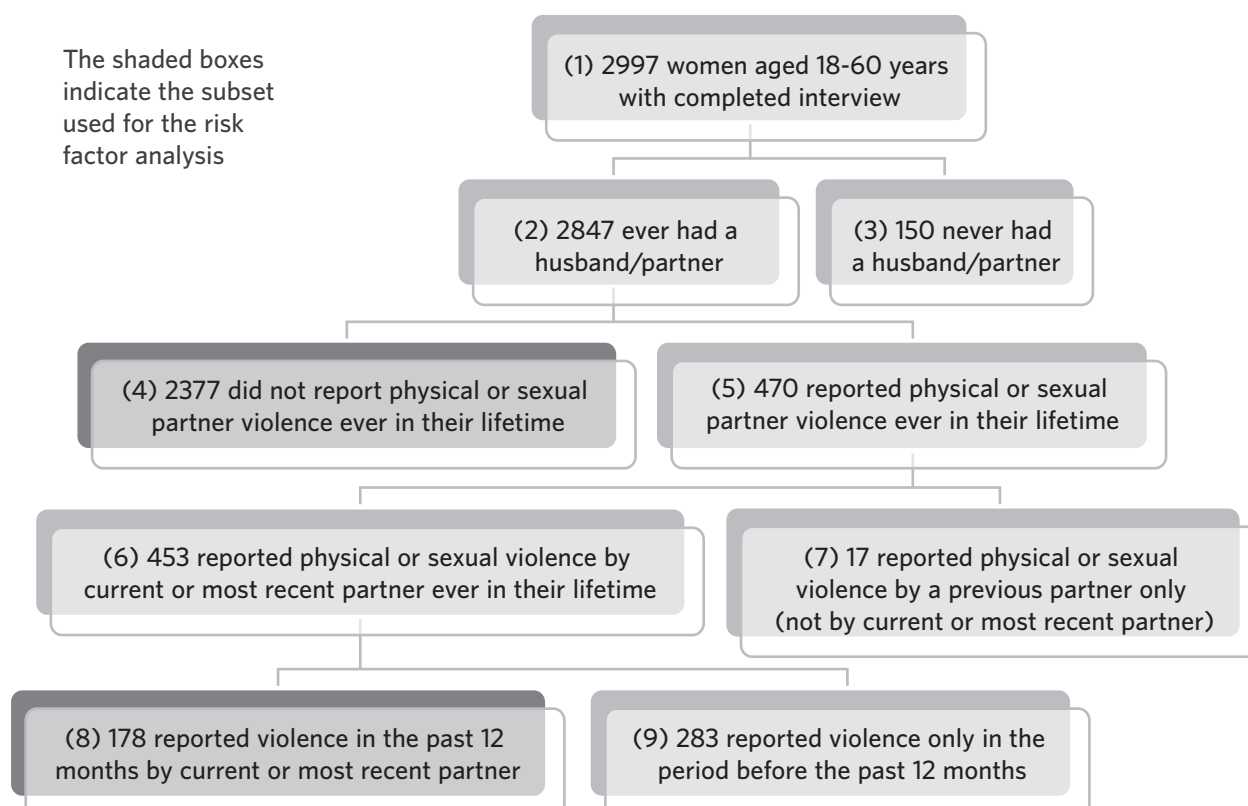 The shaded boxes
indicate the subset
used for the risk
factor analysis
(1) 2997 women aged 18-60 years
with completed interview
(2) 2847 ever had a
husband/partner
(3) 150 never had
a husband/partner
(4) 2377 did not report physical or sexual
partner violence ever in their lifetime
(5) 470 reported physical or sexual
partner violence ever in their lifetime
(6) 453 reported physical or sexual violence by
current or most recent partner ever in their lifetime
(7) 17 reported physical or sexual
violence by a previous partner only
(not by current or most recent partner)
(8) 178 reported violence in the past 12
months by current or most recent partner
(9) 283 reported violence only in the
period before the past 12 months